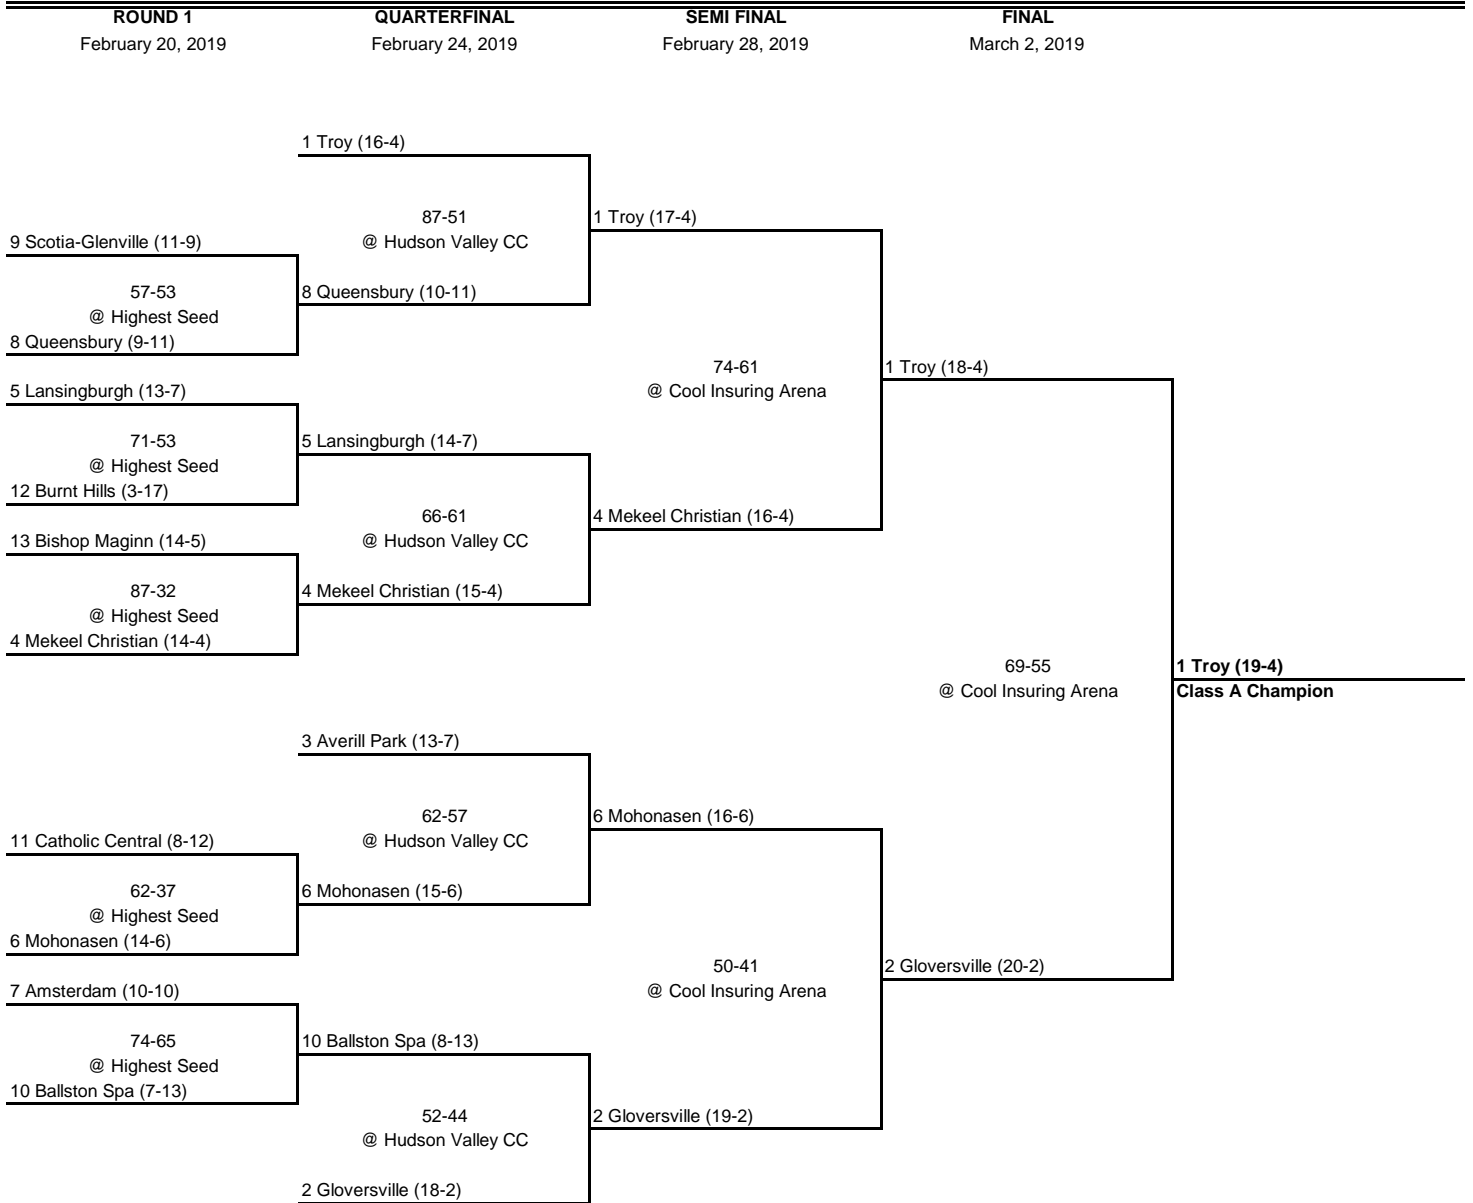 ROUND 1
QUARTERFINAL
SEMI FINAL
FINAL
February 20, 2019
February 24, 2019
February 28, 2019
March 2, 2019
1 Troy (16-4)
87-51
@ Hudson Valley CC
1 Troy (17-4)
9 Scotia-Glenville (11-9)
57-53
@ Highest Seed
8 Queensbury (10-11)
8 Queensbury (9-11)
74-61
@ Cool Insuring Arena
1 Troy (18-4)
5 Lansingburgh (13-7)
71-53
@ Highest Seed
5 Lansingburgh (14-7)
12 Burnt Hills (3-17)
66-61
@ Hudson Valley CC
4 Mekeel Christian (16-4)
13 Bishop Maginn (14-5)
87-32
@ Highest Seed
4 Mekeel Christian (15-4)
4 Mekeel Christian (14-4)
69-55
@ Cool Insuring Arena
1 Troy (19-4)
Class A Champion
3 Averill Park (13-7)
62-57
@ Hudson Valley CC
6 Mohonasen (16-6)
11 Catholic Central (8-12)
62-37
@ Highest Seed
6 Mohonasen (15-6)
6 Mohonasen (14-6)
50-41
@ Cool Insuring Arena
2 Gloversville (20-2)
7 Amsterdam (10-10)
74-65
@ Highest Seed
10 Ballston Spa (8-13)
10 Ballston Spa (7-13)
52-44
@ Hudson Valley CC
2 Gloversville (19-2)
2 Gloversville (18-2)